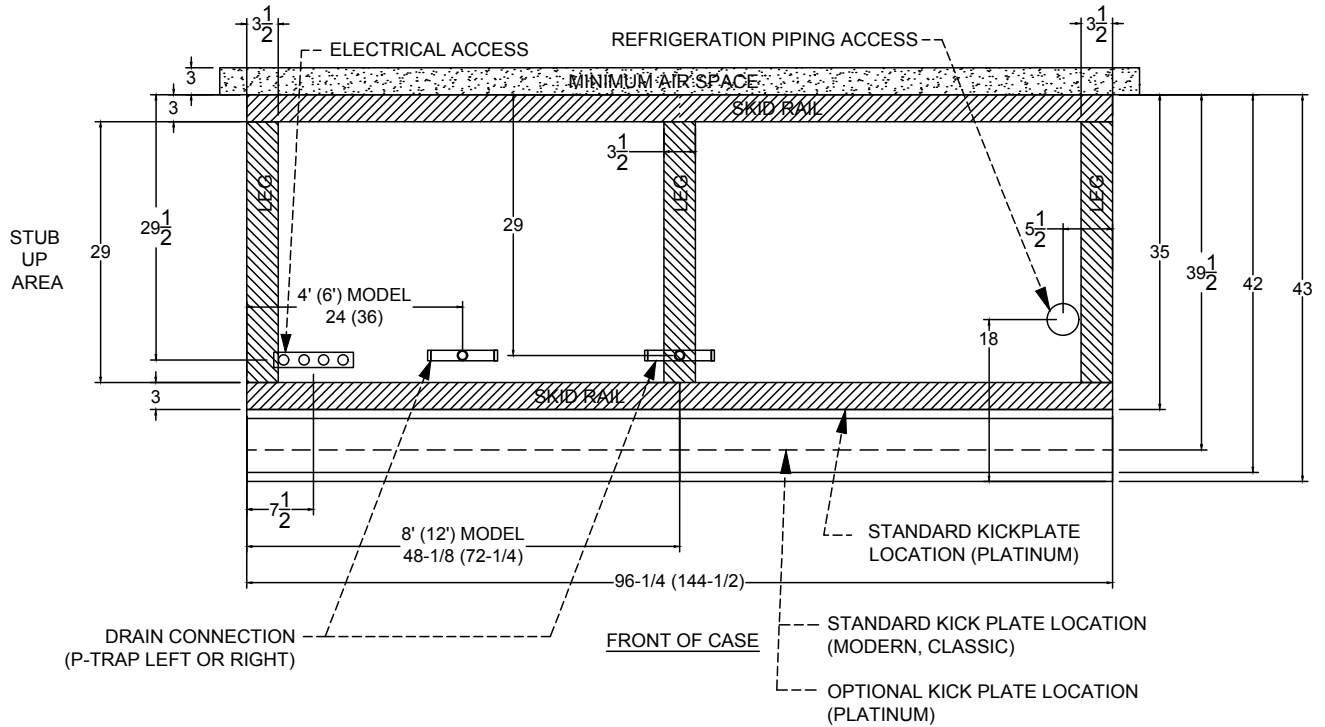 3 1/2
3 1/2
ELECTRICAL ACCESS
REFRIGERATION PIPING ACCESS
3
MINIMUM AIR SPACE
3
SKID RAIL
3 1/2
LEG
LEG
LEG
29 1/2
29
5 1/2
STUB
UP
AREA
29
35
39 1/2
42
43
4' (6') MODEL
24 (36)
18
3
SKID RAIL
7 1/2
8' (12') MODEL
48-1/8 (72-1/4)
STANDARD KICKPLATE
LOCATION (PLATINUM)
96-1/4 (144-1/2)
DRAIN CONNECTION
(P-TRAP LEFT OR RIGHT)
FRONT OF CASE
STANDARD KICK PLATE LOCATION
(MODERN, CLASSIC)
OPTIONAL KICK PLATE LOCATION
(PLATINUM)